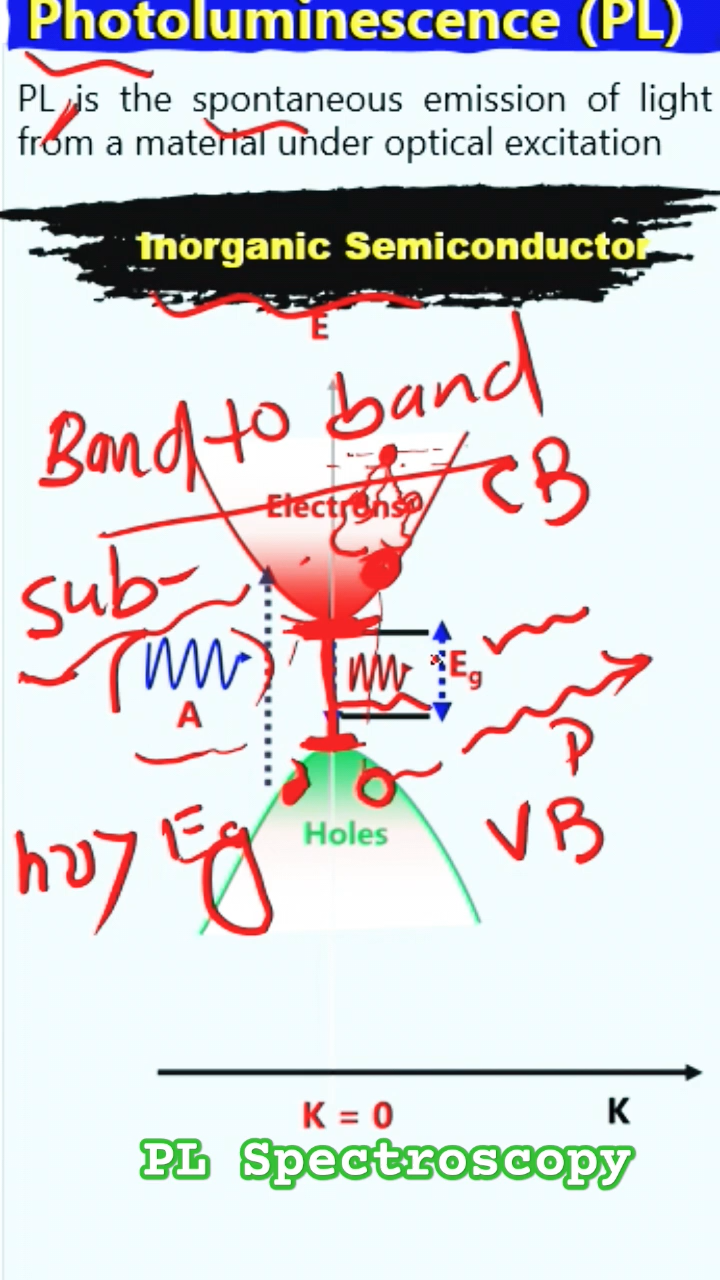 Photoluminescence (PL)
PL is the spontaneous emission of light
from a material under optical excitation
Inorganic Semiconductor
E
Band to band
Electrons
CB
sub-
A
Eg
P
hυ > Eg
Holes
VB
K = 0
K
PL Spectroscopy